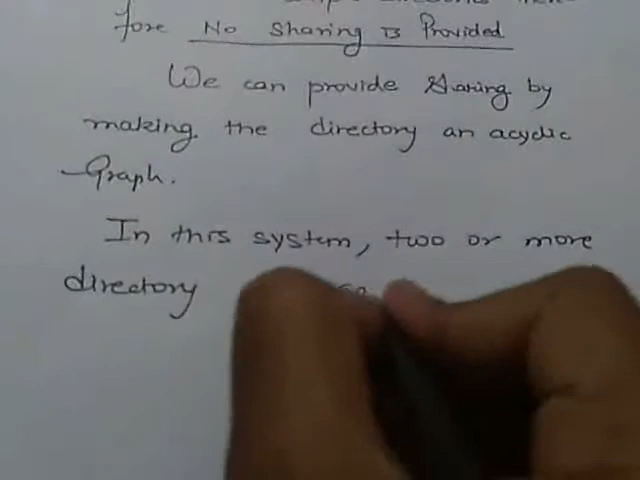 fore No Sharing is Provided
We can provide sharing by
making the directory an acyclic
Graph.
In this system, two or more
directory